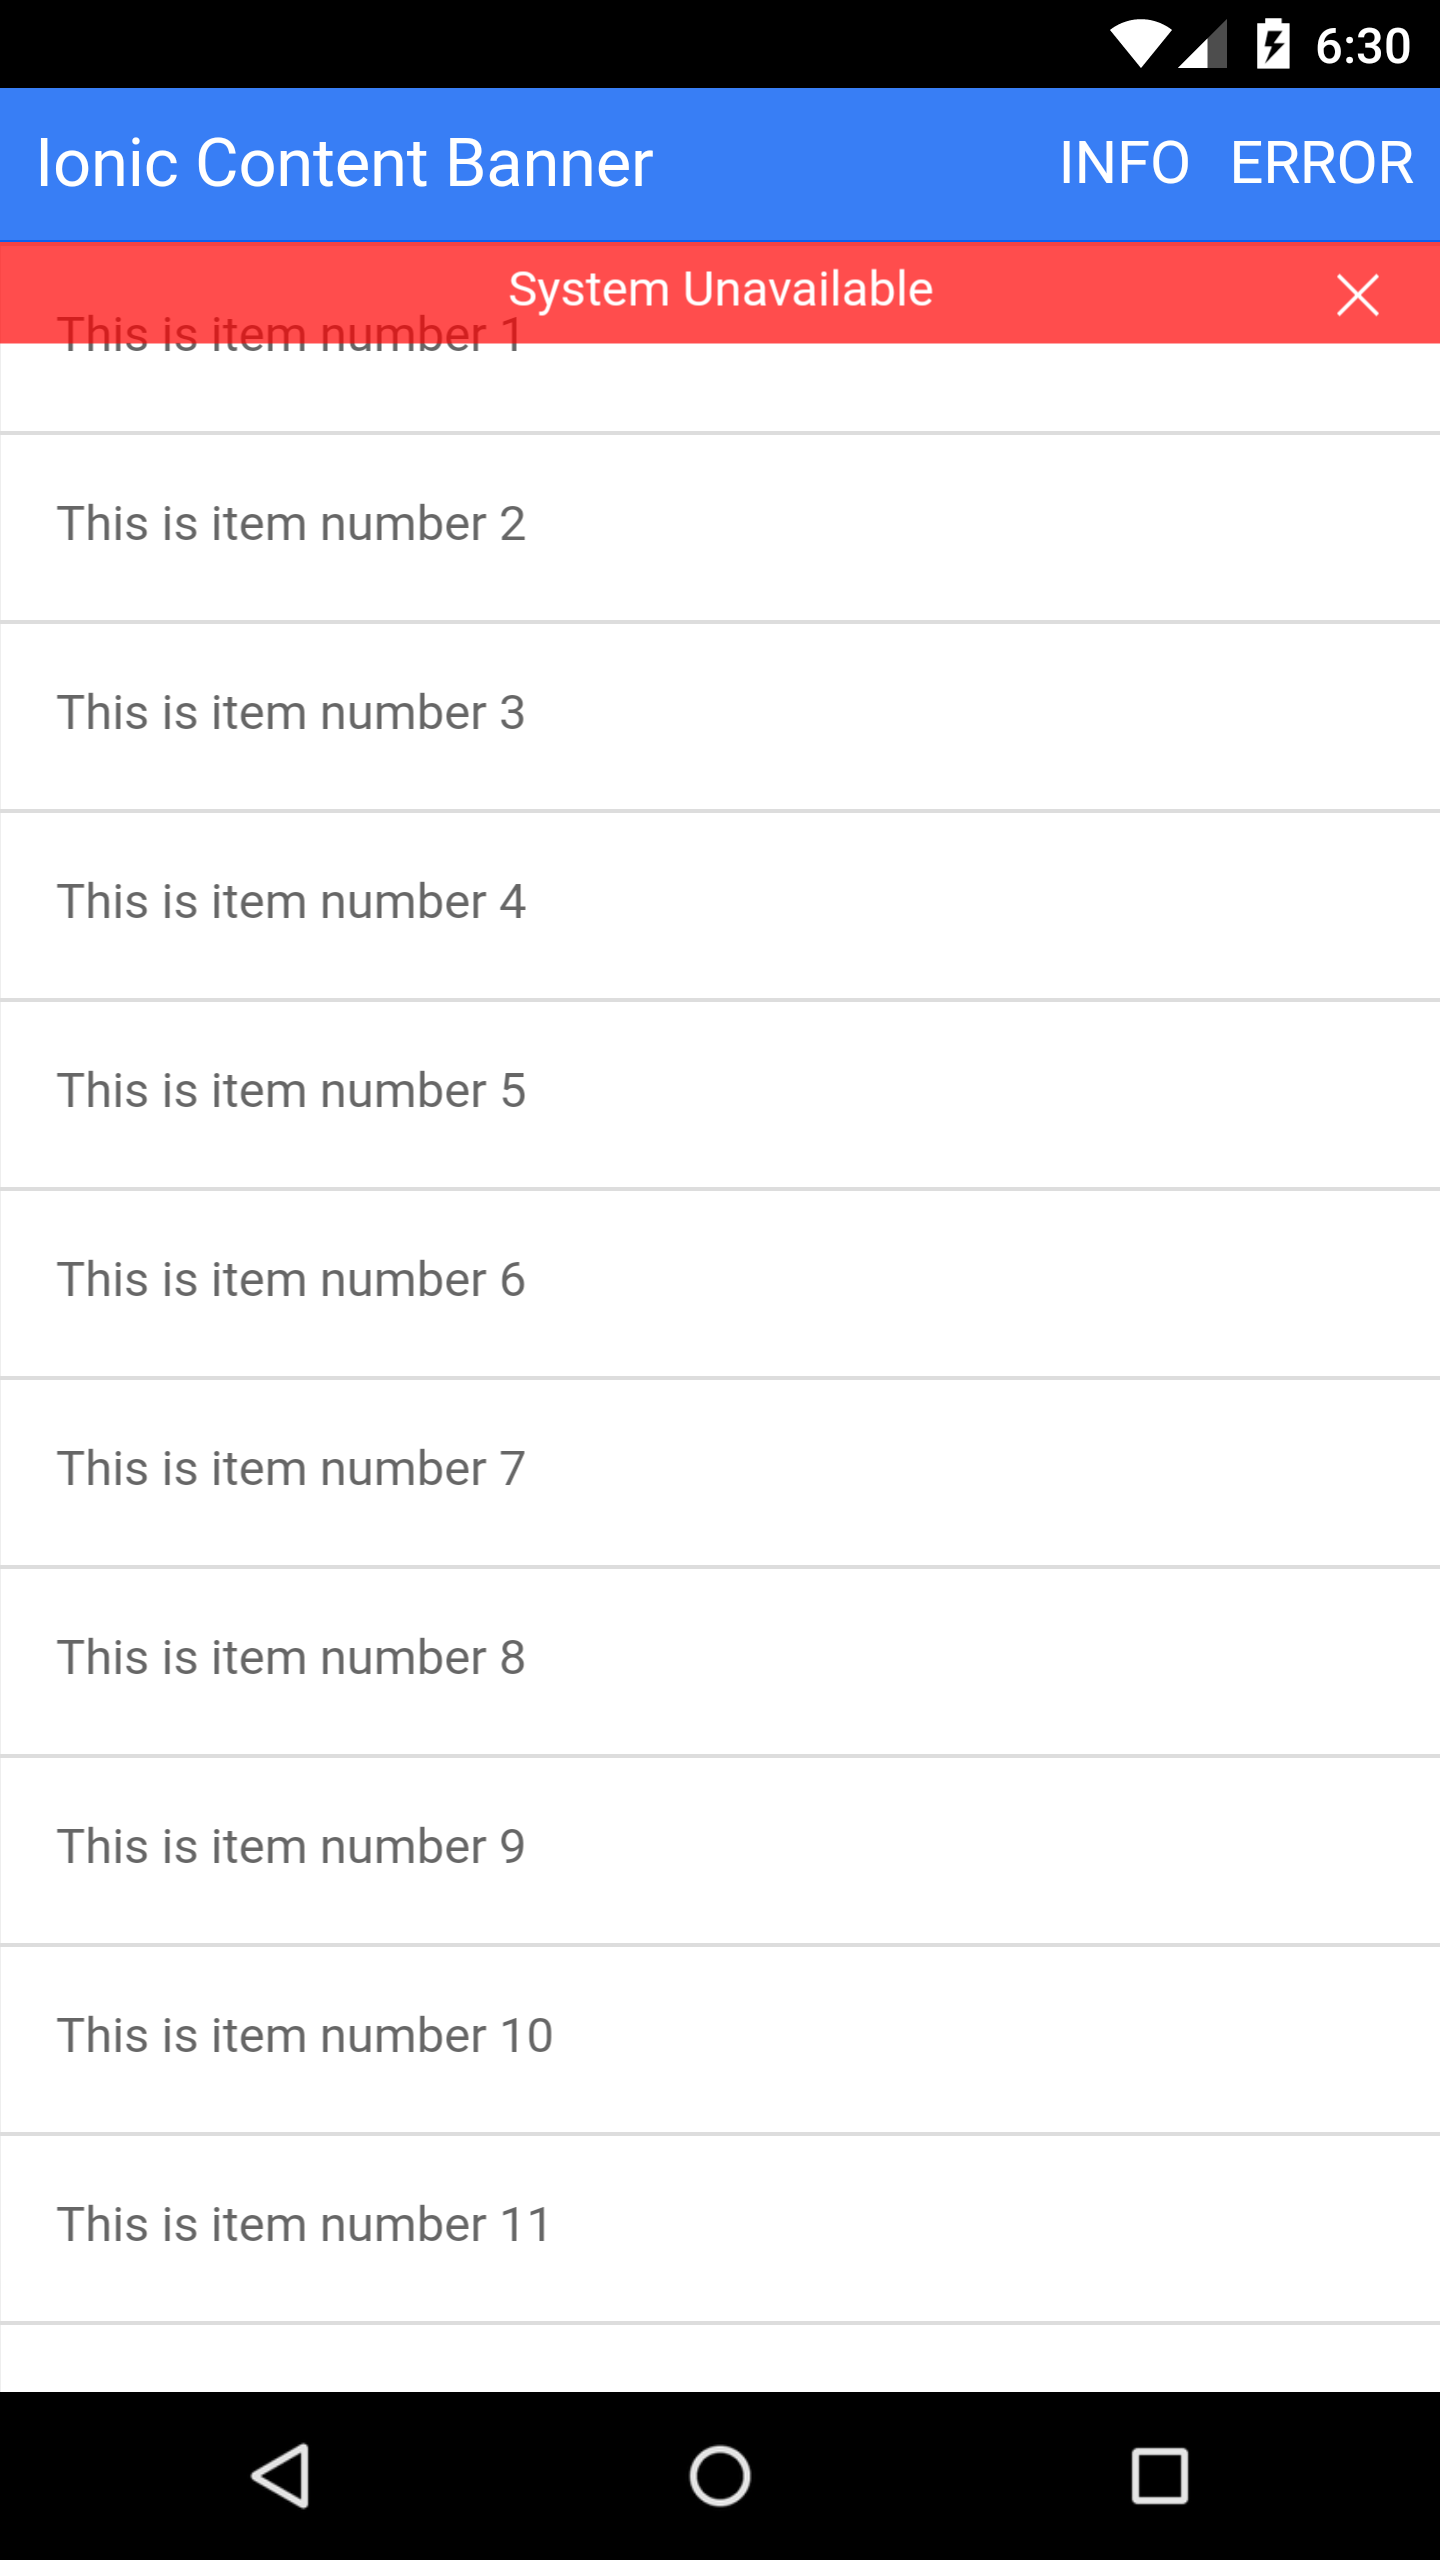 6:30
Ionic Content Banner INFO ERROR
System Unavailable
This is item number 1
This is item number 2
This is item number 3
This is item number 4
This is item number 5
This is item number 6
This is item number 7
This is item number 8
This is item number 9
This is item number 10
This is item number 11